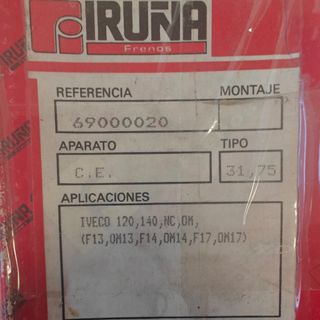 IRUÑA
Frenos
REFERENCIA MONTAJE
69000020
APARATO TIPO
C.E. 31,75
APLICACIONES
IVECO 120,140,NC,OM,
(F13,OM13,F14,OM14,F17,OM17)